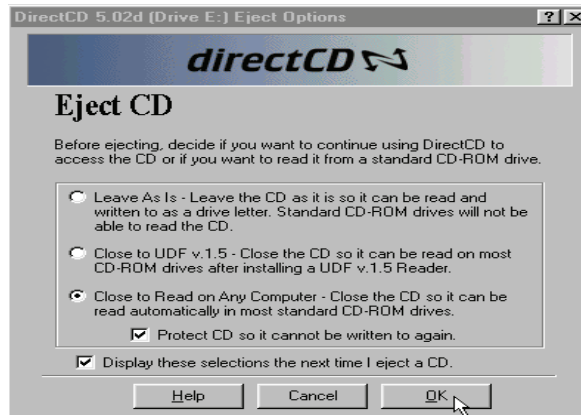 DirectCD 5.02d (Drive E:) Eject Options
directCD
Eject CD
Before ejecting, decide if you want to continue using DirectCD to
access the CD or if you want to read it from a standard CD-ROM drive.
Leave As Is - Leave the CD as it is so it can be read and
written to as a drive letter. Standard CD-ROM drives will not be
able to read the CD.
Close to UDF v.1.5 - Close the CD so it can be read on most
CD-ROM drives after installing a UDF v.1.5 Reader.
Close to Read on Any Computer - Close the CD so it can be
read automatically in most standard CD-ROM drives.
Protect CD so it cannot be written to again.
Display these selections the next time I eject a CD.
Help Cancel OK